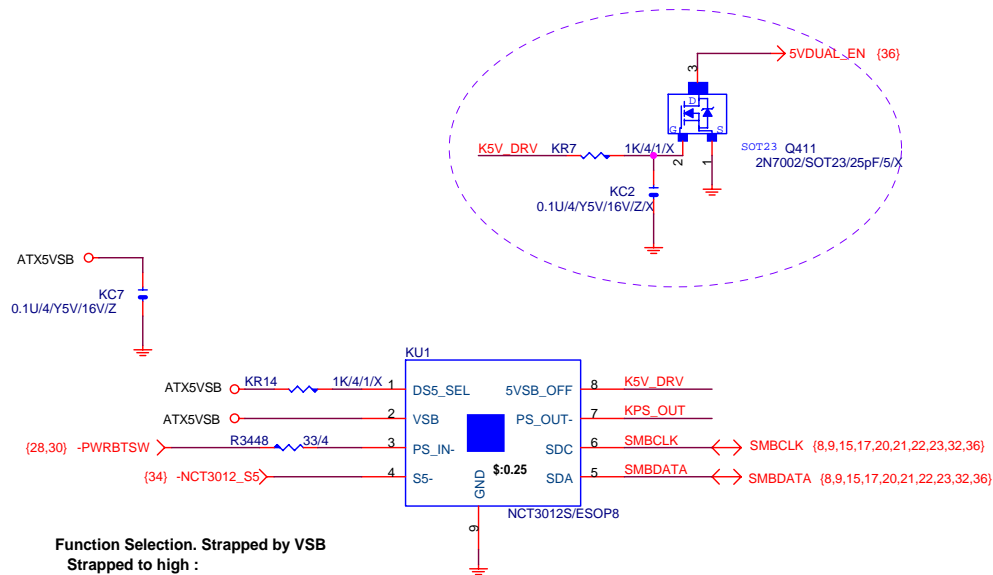 3
5VDUAL_EN {36}
D
G
S
K5V_DRV KR7 1K/4/1/X
2
1
SOT23 Q411
2N7002/SOT23/25pF/5/X
KC2
0.1U/4/Y5V/16V/Z/X
ATX5VSB
KC7
0.1U/4/Y5V/16V/Z
KU1
ATX5VSB KR14 1K/4/1/X 1 DS5_SEL 5VSB_OFF 8 K5V_DRV
ATX5VSB 2 VSB PS_OUT- 7 KPS_OUT
{28,30} -PWRBTSW R3448 33/4 3 PS_IN- SDC 6 SMBCLK SMBCLK {8,9,15,17,20,21,22,23,32,36}
{34} -NCT3012_S5 4 S5- GND $:0.25 SDA 5 SMBDATA SMBDATA {8,9,15,17,20,21,22,23,32,36}
NCT3012S/ESOP8
9
Function Selection. Strapped by VSB
Strapped to high :